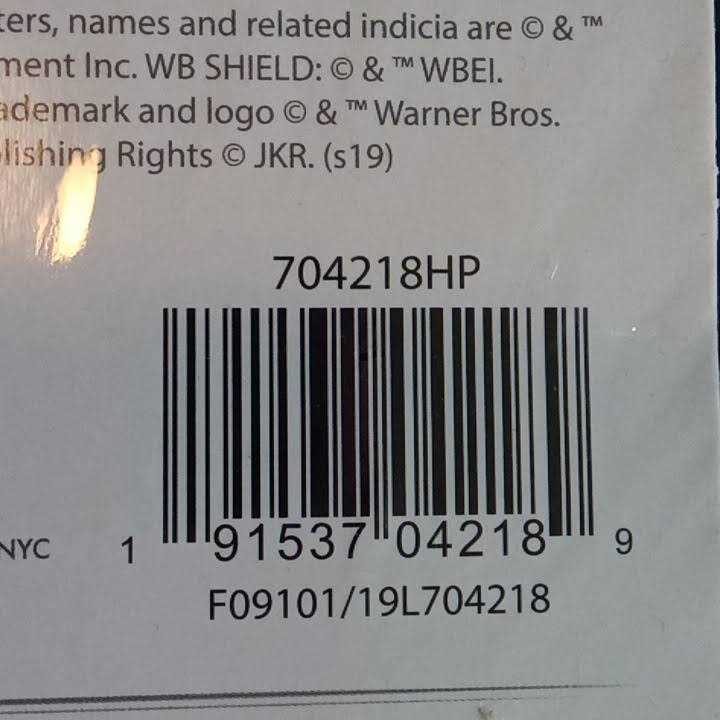 ters, names and related indicia are © & ™
ment Inc. WB SHIELD: © & ™ WBEI.
ademark and logo © & ™ Warner Bros.
lishing Rights © JKR. (s19)
704218HP
NYC
1 91537 04218 9
F09101/19L704218